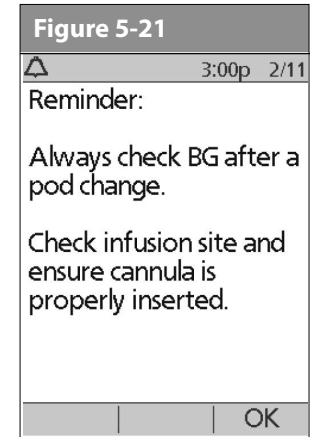 Figure 5-21
3:00p 2/11
Reminder:
Always check BG after a
pod change.
Check infusion site and
ensure cannula is
properly inserted.
OK